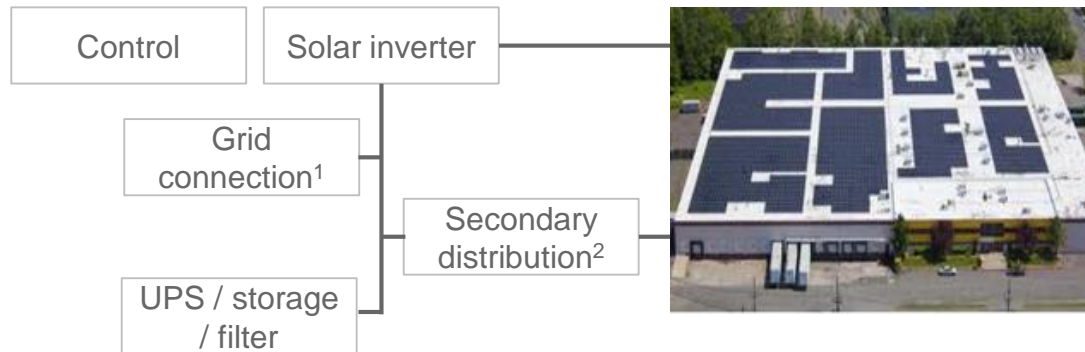 Control
Solar inverter
Grid
connection¹
Secondary
distribution²
UPS / storage
/ filter